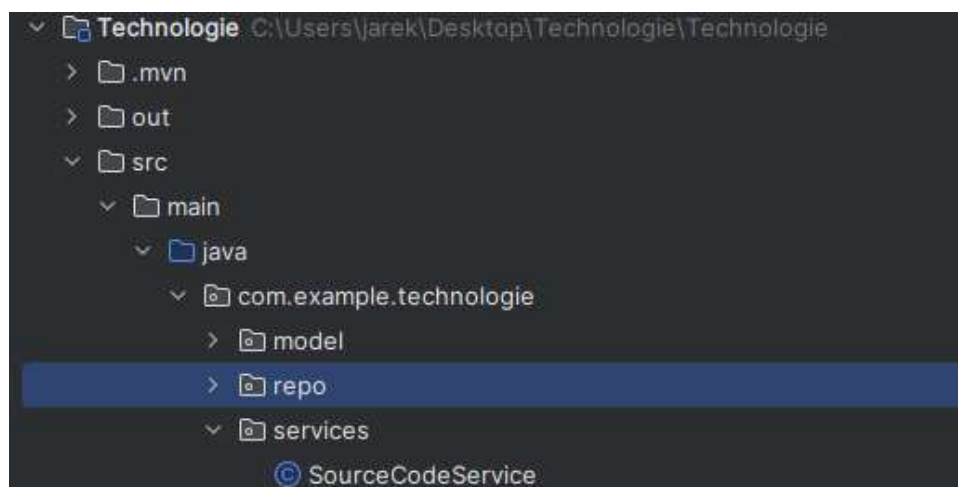 Technologie C:\Users\jarek\Desktop\Technologie\Technologie
.mvn
out
src
main
java
com.example.technologie
model
repo
services
SourceCodeService